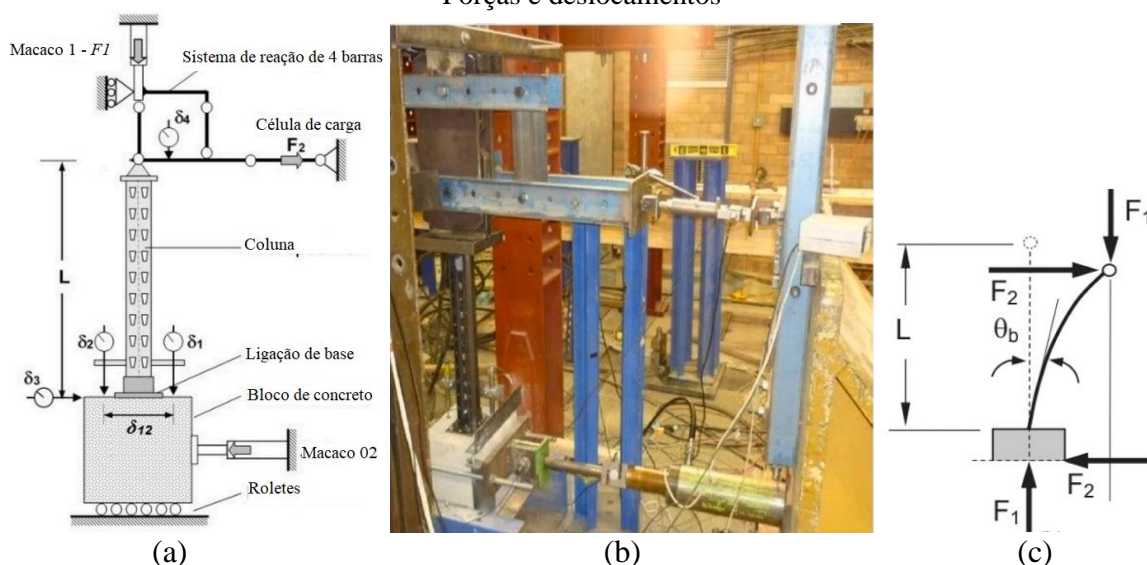 Forças e deslocamentos
Macaco 1 - F1
Sistema de reação de 4 barras
δ4
Célula de carga
F2
L
Coluna
δ2
δ1
Ligação de base
δ3
Bloco de concreto
δ12
Macaco 02
Roletes
(a)
(b)
F1
F2
L
θb
F2
F1
(c)